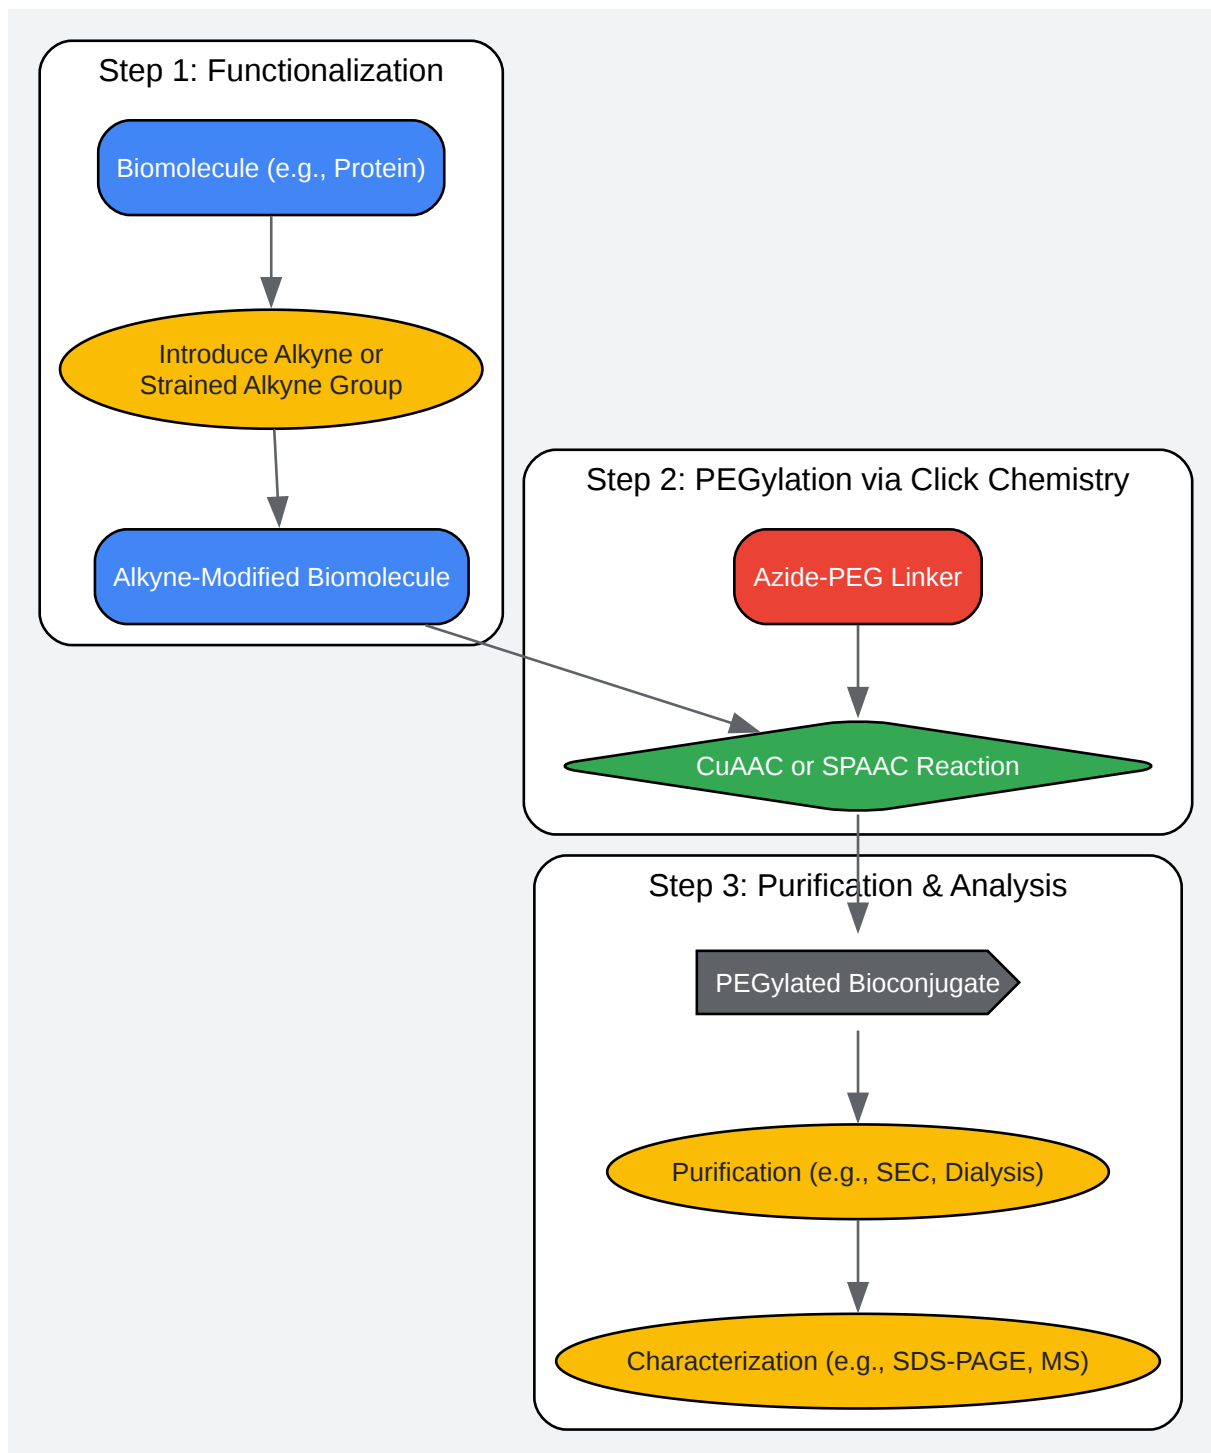 Step 1: Functionalization
Biomolecule (e.g., Protein)
Introduce Alkyne or
Strained Alkyne Group
Alkyne-Modified Biomolecule
Step 2: PEGylation via Click Chemistry
Azide-PEG Linker
CuAAC or SPAAC Reaction
Step 3: Purification & Analysis
PEGylated Bioconjugate
Purification (e.g., SEC, Dialysis)
Characterization (e.g., SDS-PAGE, MS)